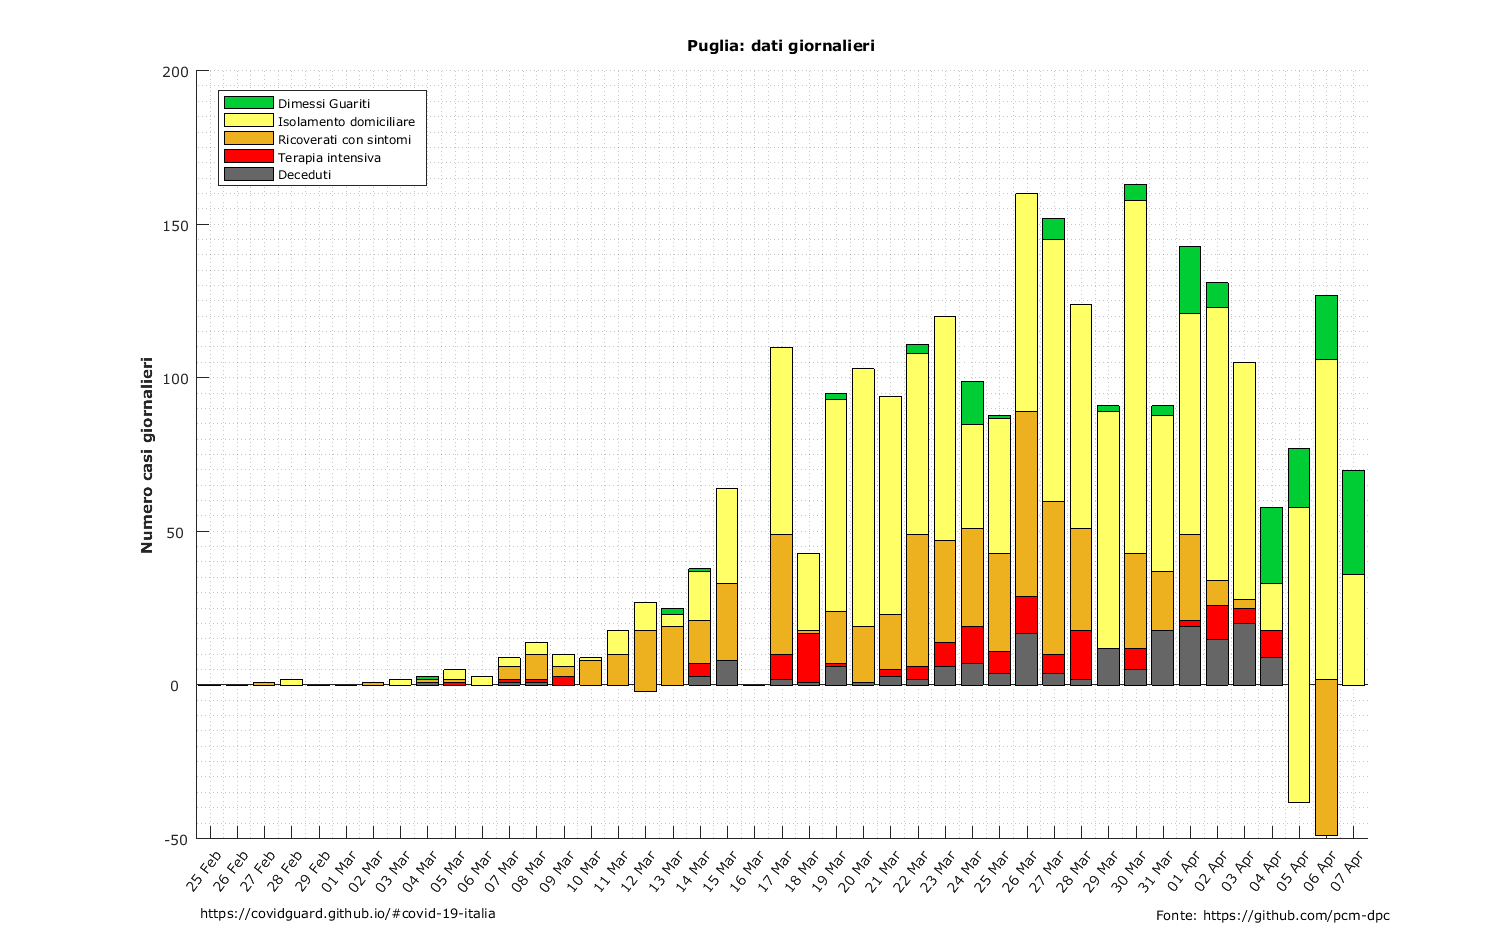 Puglia: dati giornalieri
200
150
100
50
0
-50
Numero casi giornalieri
Dimessi Guariti
Isolamento domiciliare
Ricoverati con sintomi
Terapia intensiva
Deceduti
25 Feb
26 Feb
27 Feb
28 Feb
29 Feb
01 Mar
02 Mar
03 Mar
04 Mar
05 Mar
06 Mar
07 Mar
08 Mar
09 Mar
10 Mar
11 Mar
12 Mar
13 Mar
14 Mar
15 Mar
16 Mar
17 Mar
18 Mar
19 Mar
20 Mar
21 Mar
22 Mar
23 Mar
24 Mar
25 Mar
26 Mar
27 Mar
28 Mar
29 Mar
30 Mar
31 Mar
01 Apr
02 Apr
03 Apr
04 Apr
05 Apr
06 Apr
07 Apr
https://covidguard.github.io/#covid-19-italia
Fonte: https://github.com/pcm-dpc